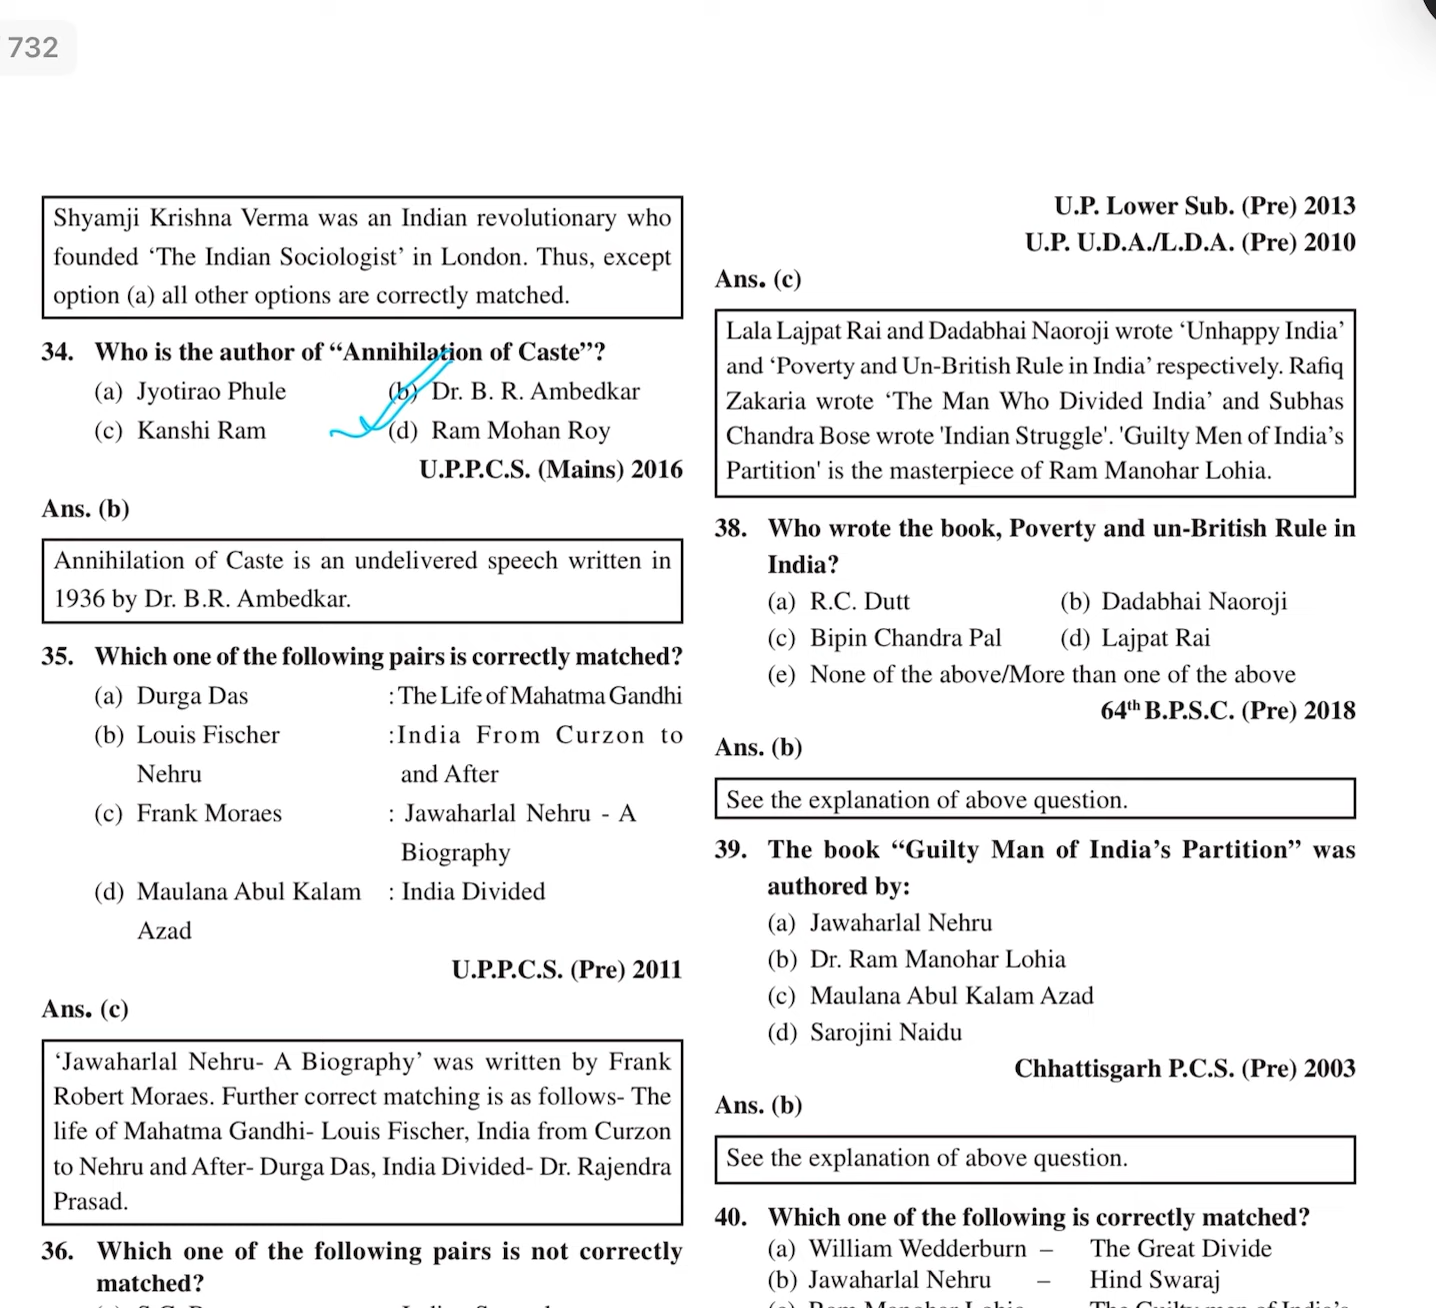 732
Shyamji Krishna Verma was an Indian revolutionary who
founded ‘The Indian Sociologist’ in London. Thus, except
option (a) all other options are correctly matched.
34. Who is the author of “Annihilation of Caste”?
(a) Jyotirao Phule (b) Dr. B. R. Ambedkar
(c) Kanshi Ram (d) Ram Mohan Roy
U.P.P.C.S. (Mains) 2016
Ans. (b)
Annihilation of Caste is an undelivered speech written in
1936 by Dr. B.R. Ambedkar.
35. Which one of the following pairs is correctly matched?
(a) Durga Das : The Life of Mahatma Gandhi
(b) Louis Fischer :India From Curzon to
Nehru and After
(c) Frank Moraes : Jawaharlal Nehru - A
Biography
(d) Maulana Abul Kalam : India Divided
Azad
U.P.P.C.S. (Pre) 2011
Ans. (c)
‘Jawaharlal Nehru- A Biography’ was written by Frank
Robert Moraes. Further correct matching is as follows- The
life of Mahatma Gandhi- Louis Fischer, India from Curzon
to Nehru and After- Durga Das, India Divided- Dr. Rajendra
Prasad.
36. Which one of the following pairs is not correctly
matched?
U.P. Lower Sub. (Pre) 2013
U.P. U.D.A./L.D.A. (Pre) 2010
Ans. (c)
Lala Lajpat Rai and Dadabhai Naoroji wrote ‘Unhappy India’
and ‘Poverty and Un-British Rule in India’ respectively. Rafiq
Zakaria wrote ‘The Man Who Divided India’ and Subhas
Chandra Bose wrote 'Indian Struggle'. 'Guilty Men of India’s
Partition' is the masterpiece of Ram Manohar Lohia.
38. Who wrote the book, Poverty and un-British Rule in
India?
(a) R.C. Dutt (b) Dadabhai Naoroji
(c) Bipin Chandra Pal (d) Lajpat Rai
(e) None of the above/More than one of the above
64th B.P.S.C. (Pre) 2018
Ans. (b)
See the explanation of above question.
39. The book “Guilty Man of India’s Partition” was
authored by:
(a) Jawaharlal Nehru
(b) Dr. Ram Manohar Lohia
(c) Maulana Abul Kalam Azad
(d) Sarojini Naidu
Chhattisgarh P.C.S. (Pre) 2003
Ans. (b)
See the explanation of above question.
40. Which one of the following is correctly matched?
(a) William Wedderburn – The Great Divide
(b) Jawaharlal Nehru – Hind Swaraj